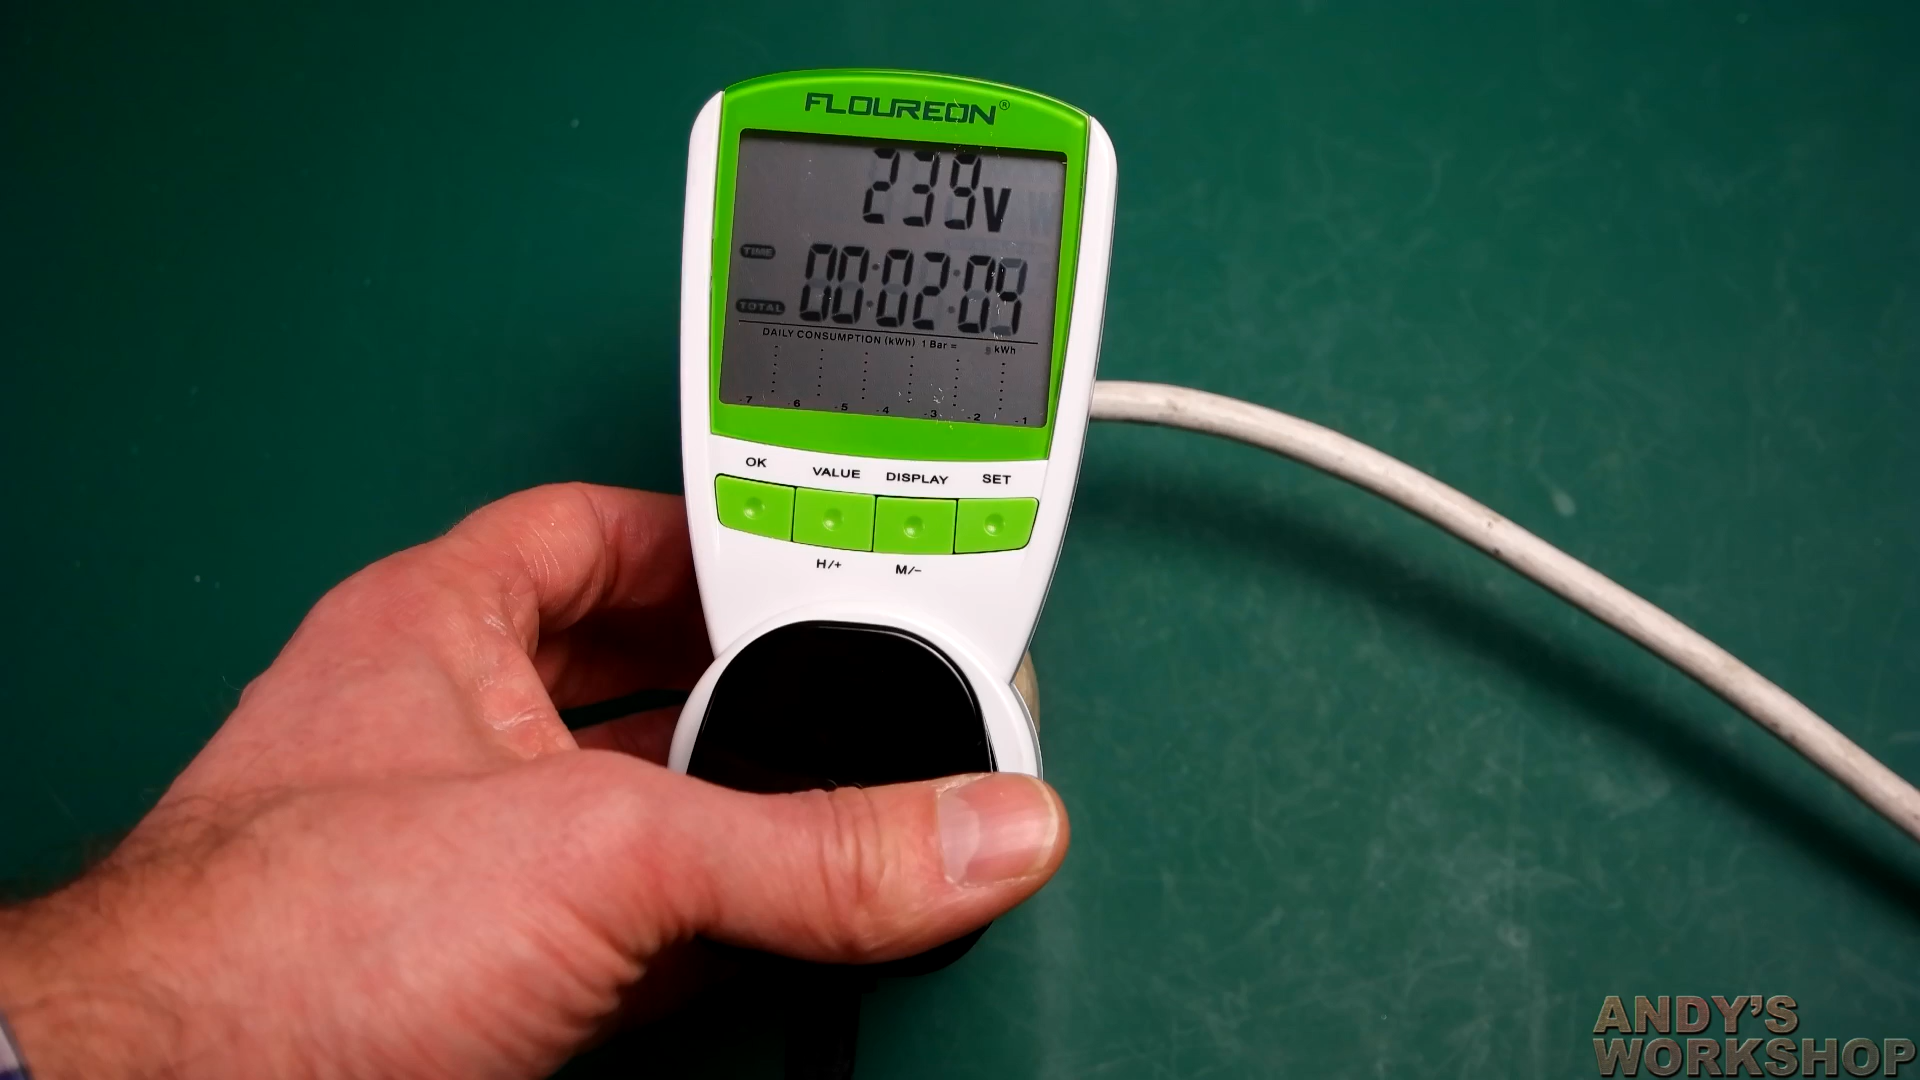 FLOUREON®
239V
TIME
00:02:09
TOTAL
DAILY CONSUMPTION (kWh) 1 Bar = kWh
-7 -6 -5 -4 -3 -2 -1
OK VALUE DISPLAY SET
H/+ M/-
ANDY'S
WORKSHOP